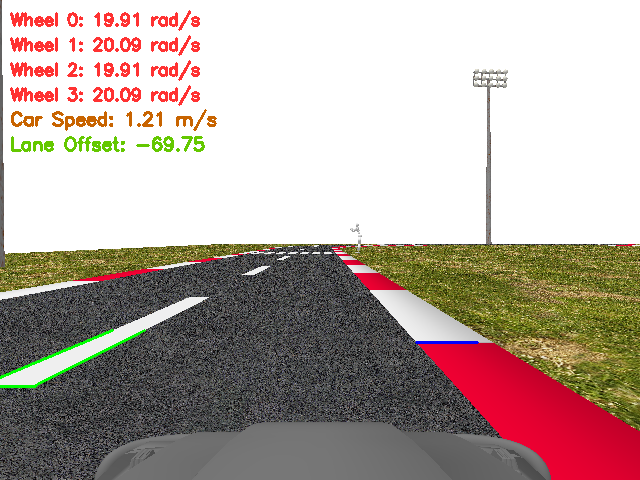 Wheel 0: 19.91 rad/s
Wheel 1: 20.09 rad/s
Wheel 2: 19.91 rad/s
Wheel 3: 20.09 rad/s
Car Speed: 1.21 m/s
Lane Offset: -69.75